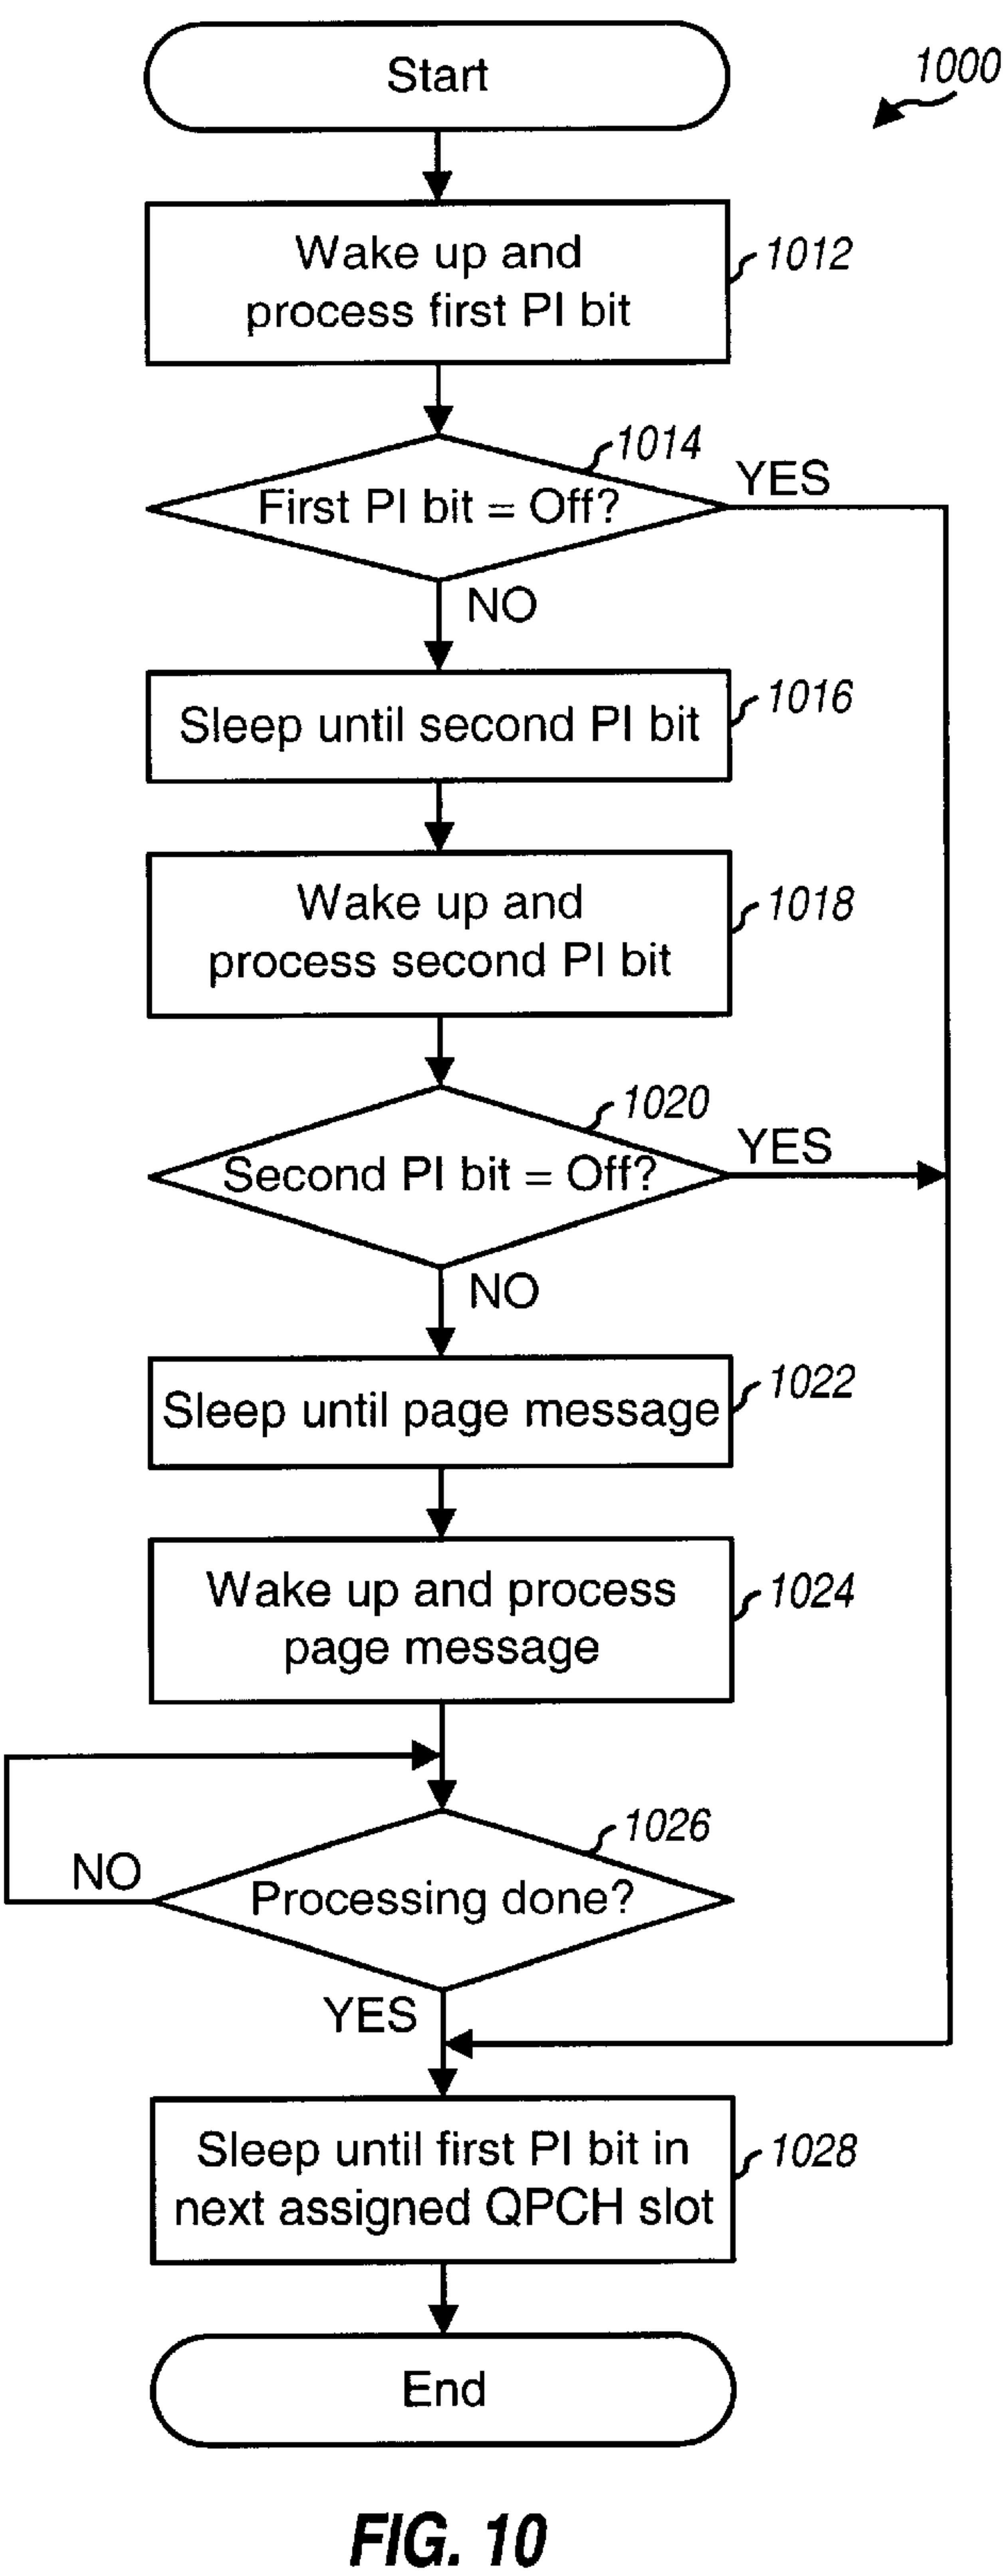 Start
1000
Wake up and
process first PI bit
1012
1014
First PI bit = Off?
YES
NO
Sleep until second PI bit
1016
Wake up and
process second PI bit
1018
1020
Second PI bit = Off?
YES
NO
Sleep until page message
1022
Wake up and process
page message
1024
1026
Processing done?
NO
YES
Sleep until first PI bit in
next assigned QPCH slot
1028
End
FIG. 10